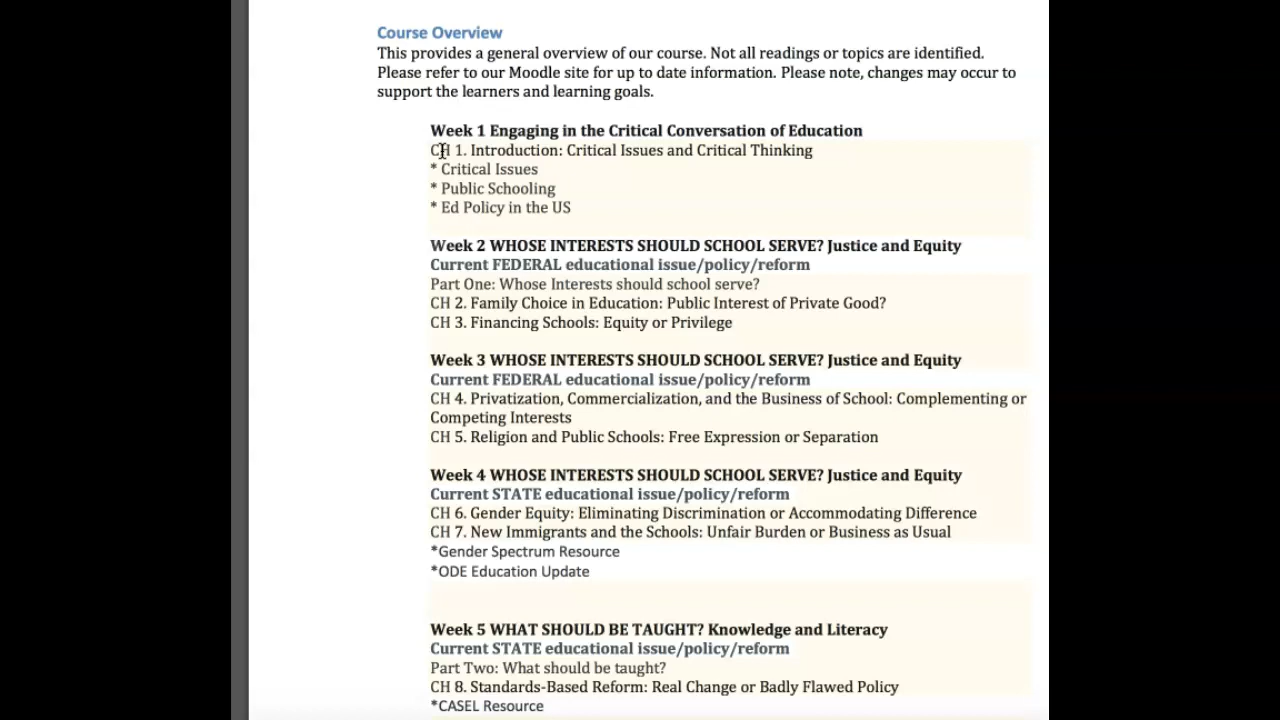 Course Overview
This provides a general overview of our course. Not all readings or topics are identified.
Please refer to our Moodle site for up to date information. Please note, changes may occur to
support the learners and learning goals.
Week 1 Engaging in the Critical Conversation of Education
CH 1. Introduction: Critical Issues and Critical Thinking
* Critical Issues
* Public Schooling
* Ed Policy in the US
Week 2 WHOSE INTERESTS SHOULD SCHOOL SERVE? Justice and Equity
Current FEDERAL educational issue/policy/reform
Part One: Whose Interests should school serve?
CH 2. Family Choice in Education: Public Interest of Private Good?
CH 3. Financing Schools: Equity or Privilege
Week 3 WHOSE INTERESTS SHOULD SCHOOL SERVE? Justice and Equity
Current FEDERAL educational issue/policy/reform
CH 4. Privatization, Commercialization, and the Business of School: Complementing or
Competing Interests
CH 5. Religion and Public Schools: Free Expression or Separation
Week 4 WHOSE INTERESTS SHOULD SCHOOL SERVE? Justice and Equity
Current STATE educational issue/policy/reform
CH 6. Gender Equity: Eliminating Discrimination or Accommodating Difference
CH 7. New Immigrants and the Schools: Unfair Burden or Business as Usual
*Gender Spectrum Resource
*ODE Education Update
Week 5 WHAT SHOULD BE TAUGHT? Knowledge and Literacy
Current STATE educational issue/policy/reform
Part Two: What should be taught?
CH 8. Standards-Based Reform: Real Change or Badly Flawed Policy
*CASEL Resource